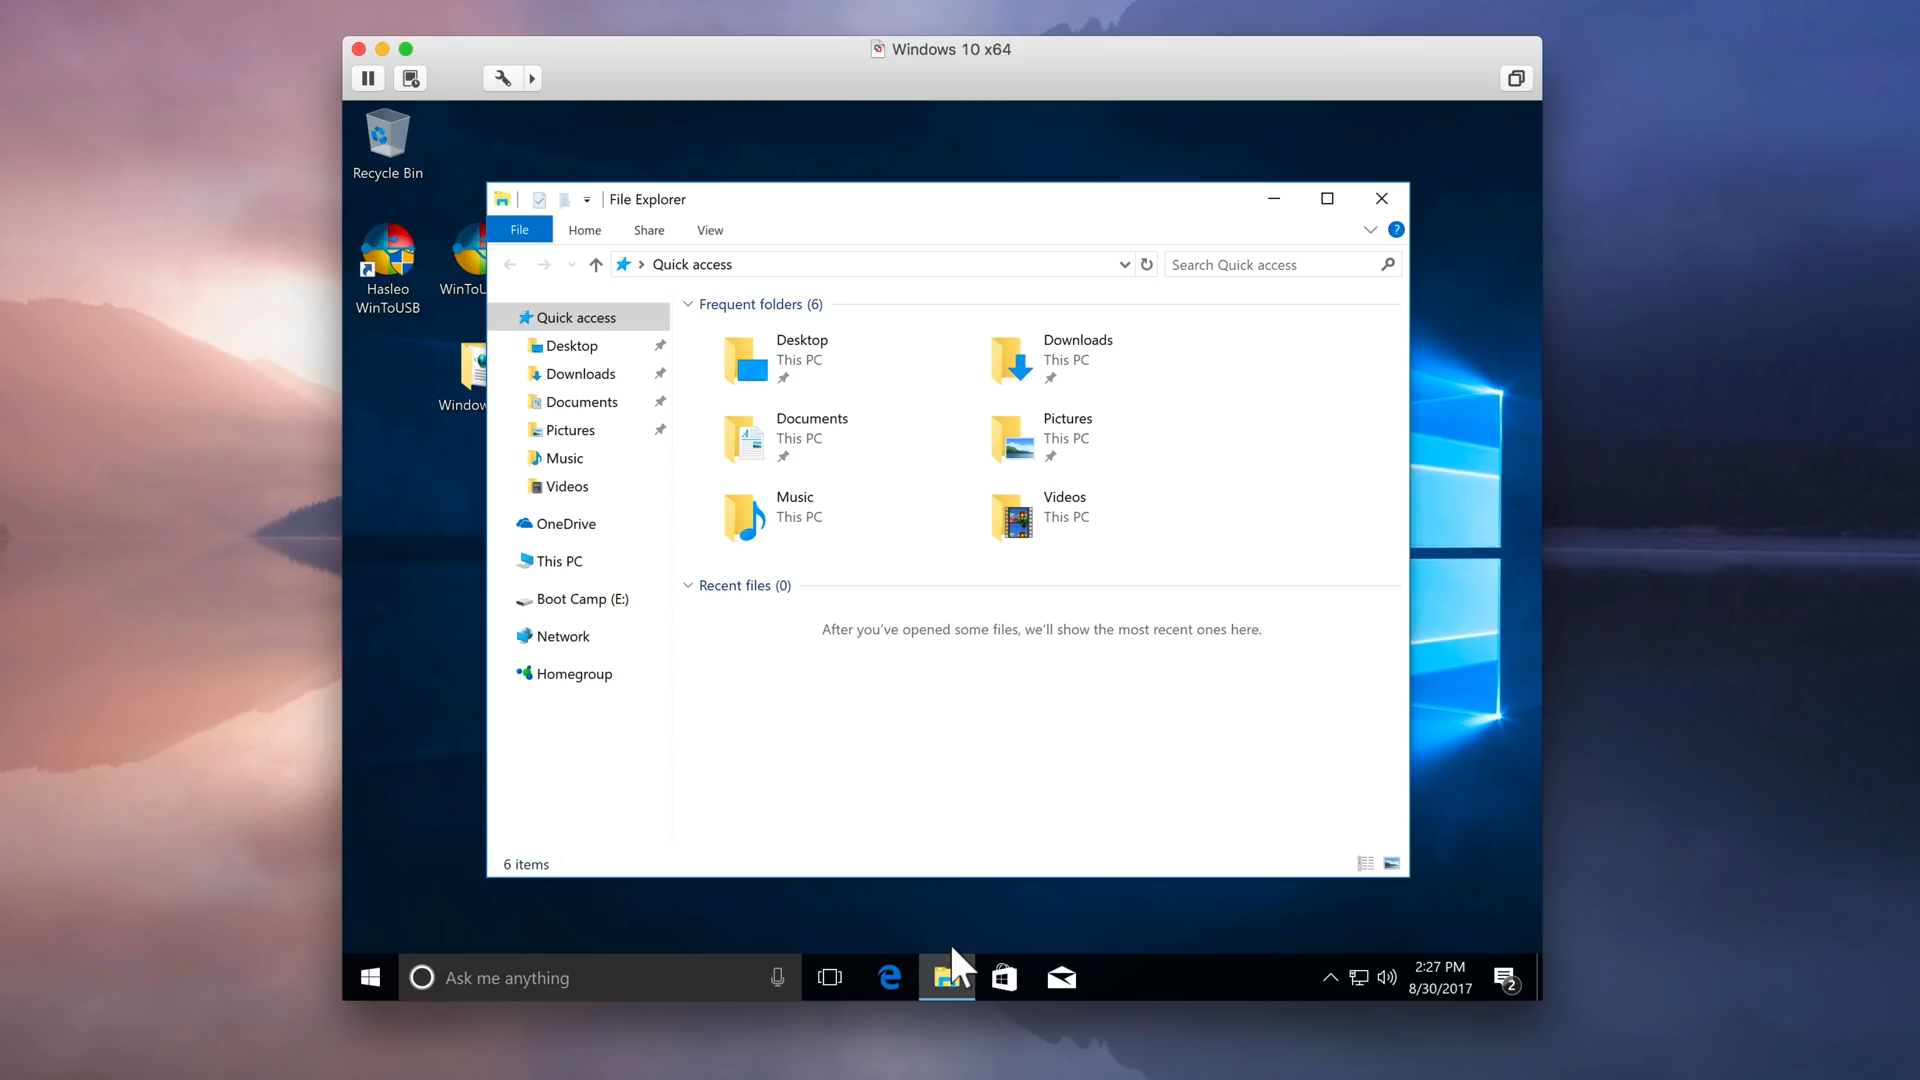 Windows 10 x64
Recycle Bin
Hasleo
WinToUSB
File Explorer
File
Home
Share
View
?
Quick access
Search Quick access
Quick access
Desktop
Downloads
Documents
Pictures
Music
Videos
OneDrive
This PC
Boot Camp (E:)
Network
Homegroup
Frequent folders (6)
Desktop
This PC
Downloads
This PC
Documents
This PC
Pictures
This PC
Music
This PC
Videos
This PC
Recent files (0)
After you've opened some files, we'll show the most recent ones here.
6 items
Ask me anything
2:27 PM
8/30/2017
2